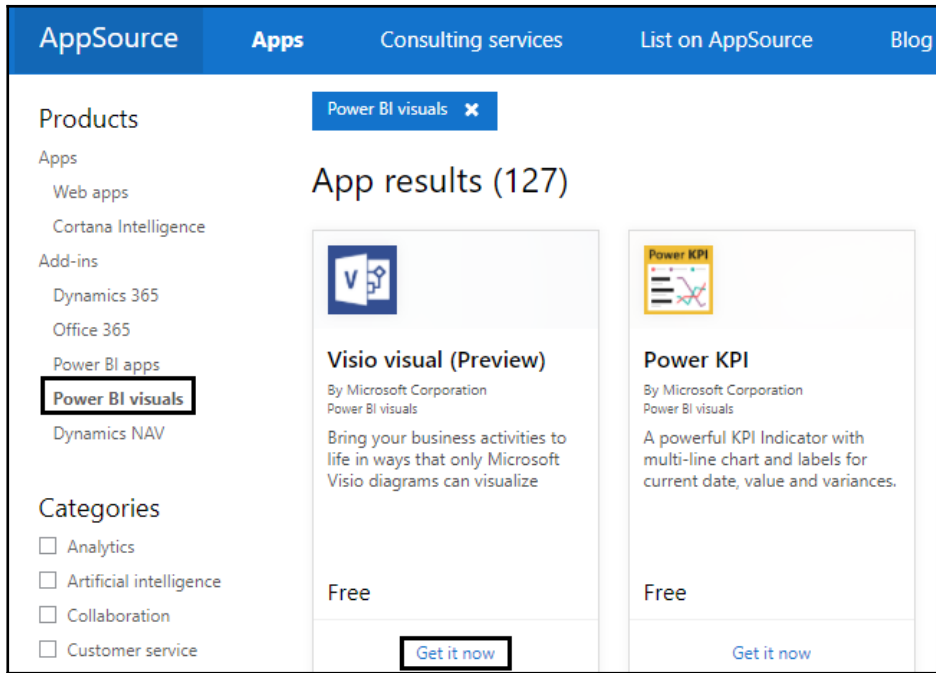 AppSource
Apps
Consulting services
List on AppSource
Blog
Products
Apps
Web apps
Cortana Intelligence
Add-ins
Dynamics 365
Office 365
Power BI apps
Power BI visuals
Dynamics NAV
Categories
Analytics
Artificial intelligence
Collaboration
Customer service
Power BI visuals
App results (127)
V
Visio visual (Preview)
By Microsoft Corporation
Power BI visuals
Bring your business activities to
life in ways that only Microsoft
Visio diagrams can visualize
Free
Get it now
Power KPI
Power KPI
By Microsoft Corporation
Power BI visuals
A powerful KPI Indicator with
multi-line chart and labels for
current date, value and variances.
Free
Get it now